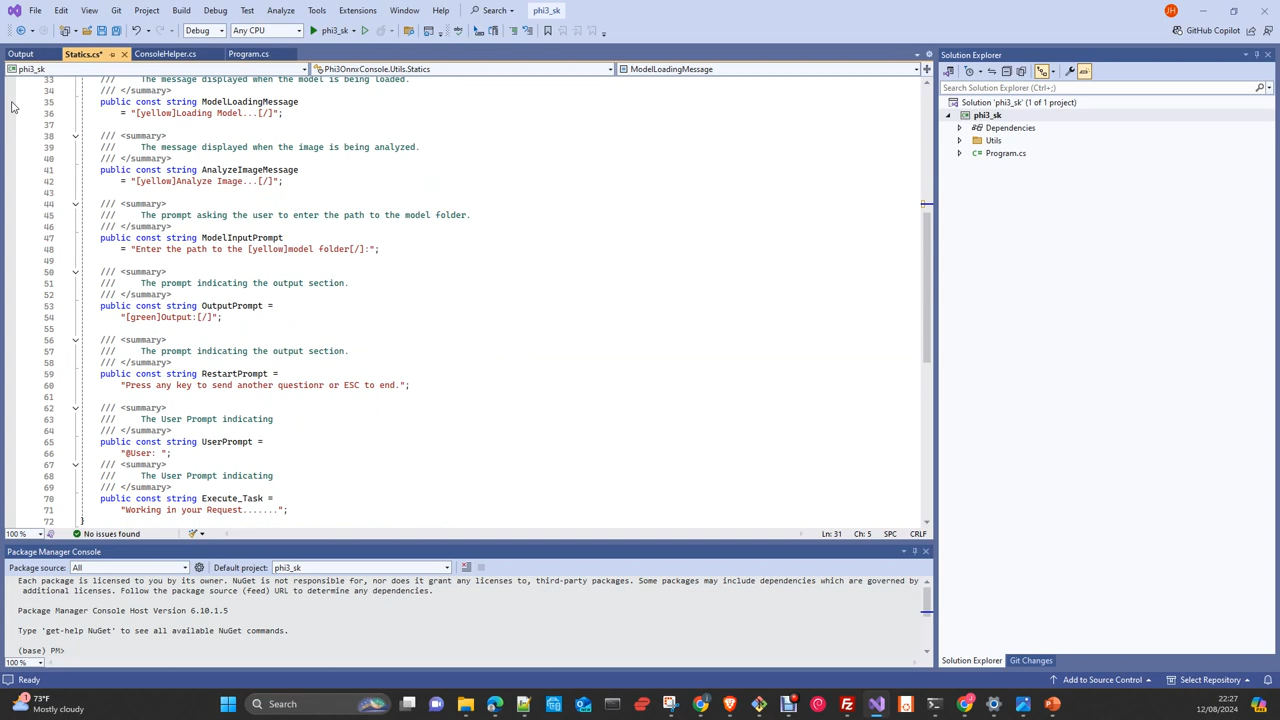 File Edit View Git Project Build Debug Test Analyze Tools Extensions Window Help Search phi3_sk JH
Debug Any CPU phi3_sk GitHub Copilot
Output Statics.cs* ConsoleHelper.cs Program.cs
phi3_sk Phi3OnnxConsole.Utils.Statics ModelLoadingMessage
33 /// The message displayed when the model is being loaded.
34 /// </summary>
35 public const string ModelLoadingMessage
36 = "[yellow]Loading Model...[/]";
37
38 /// <summary>
39 /// The message displayed when the image is being analyzed.
40 /// </summary>
41 public const string AnalyzeImageMessage
42 = "[yellow]Analyze Image...[/]";
43
44 /// <summary>
45 /// The prompt asking the user to enter the path to the model folder.
46 /// </summary>
47 public const string ModelInputPrompt
48 = "Enter the path to the [yellow]model folder[/]:";
49
50 /// <summary>
51 /// The prompt indicating the output section.
52 /// </summary>
53 public const string OutputPrompt =
54 "[green]Output:[/]";
55
56 /// <summary>
57 /// The prompt indicating the output section.
58 /// </summary>
59 public const string RestartPrompt =
60 "Press any key to send another questionr or ESC to end.";
61
62 /// <summary>
63 /// The User Prompt indicating
64 /// </summary>
65 public const string UserPrompt =
66 "@User: ";
67 /// <summary>
68 /// The User Prompt indicating
69 /// </summary>
70 public const string Execute_Task =
71 "Working in your Request.......";
72 }
100 % No issues found Ln: 31 Ch: 5 SPC CRLF
Package Manager Console
Package source: All Default project: phi3_sk
Each package is licensed to you by its owner. NuGet is not responsible for, nor does it grant any licenses to, third-party packages. Some packages may include dependencies which are governed by
additional licenses. Follow the package source (feed) URL to determine any dependencies.
Package Manager Console Host Version 6.10.1.5
Type 'get-help NuGet' to see all available NuGet commands.
(base) PM>
100 %
Solution Explorer
Search Solution Explorer (Ctrl+;)
Solution 'phi3_sk' (1 of 1 project)
phi3_sk
Dependencies
Utils
Program.cs
Solution Explorer Git Changes
Ready Add to Source Control Select Repository
73°F
Mostly cloudy
Search
22:27
12/08/2024